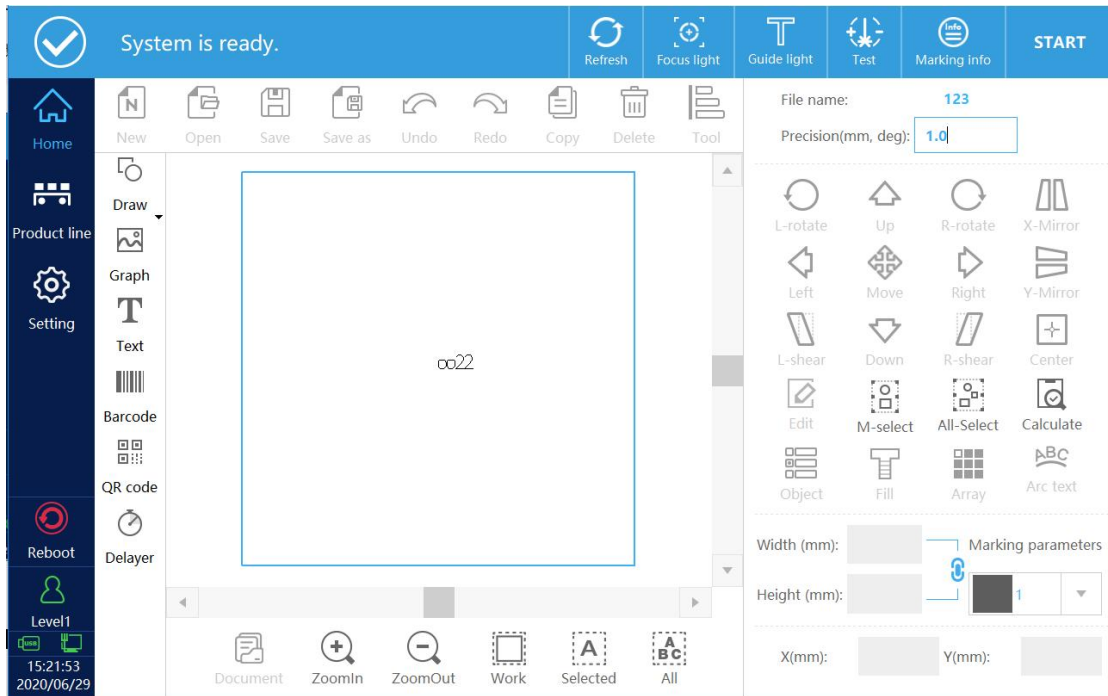 System is ready.
Refresh
Focus light
Guide light
Test
Info
Marking info
START
Home
Product line
Setting
Reboot
Level1
USB
15:21:53
2020/06/29
N
New
Open
Save
Save as
Undo
Redo
Copy
Delete
Tool
Draw
Graph
T
Text
Barcode
QR code
Delayer
oo22
Document
ZoomIn
ZoomOut
Work
A
Selected
A
B C
All
File name: 123
Precision(mm, deg): 1.0
L-rotate Up R-rotate X-Mirror
Left Move Right Y-Mirror
L-shear Down R-shear Center
Edit M-select All-Select Calculate
ABC
Object Fill Array Arc text
Width (mm): Marking parameters
Height (mm): 1
X(mm): Y(mm):